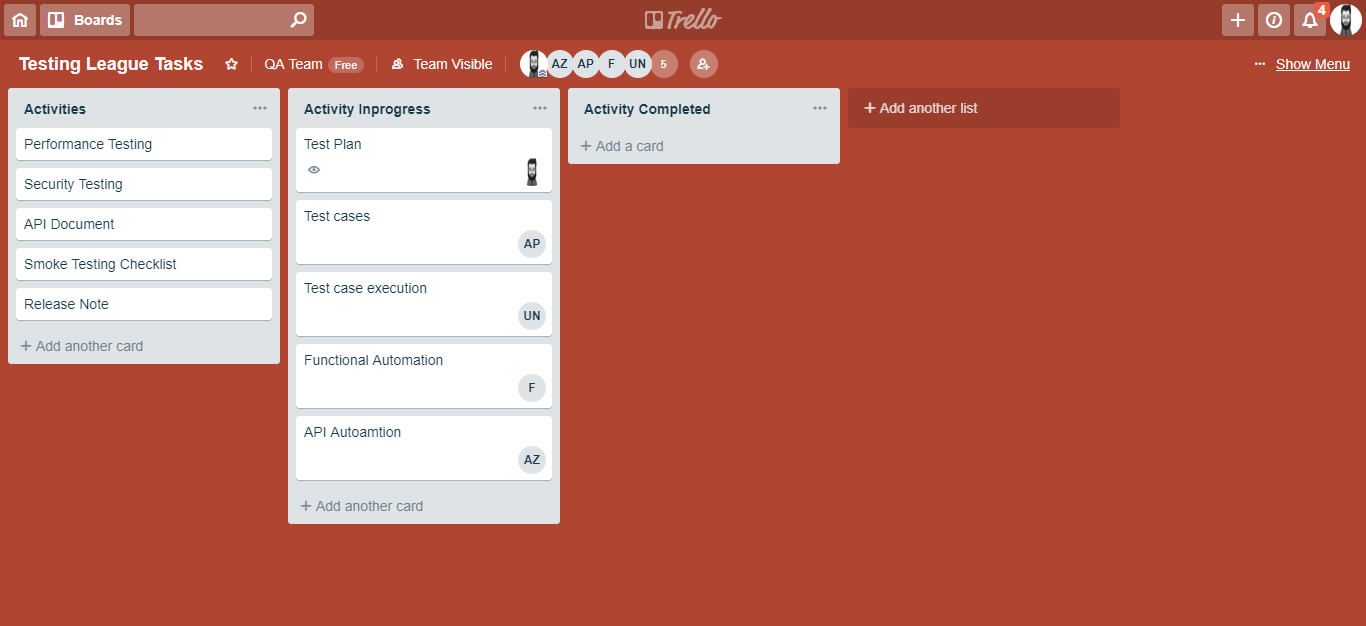 Boards
Trello
4
Testing League Tasks
QA Team Free
Team Visible
AZ AP F UN 5
... Show Menu
Activities
Performance Testing
Security Testing
API Document
Smoke Testing Checklist
Release Note
+ Add another card
Activity Inprogress
Test Plan
Test cases
AP
Test case execution
UN
Functional Automation
F
API Autoamtion
AZ
+ Add another card
Activity Completed
+ Add a card
+ Add another list